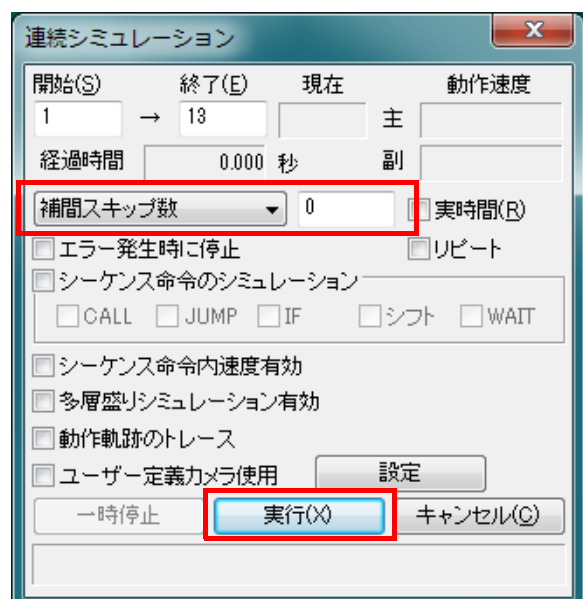 連続シミュレーション
開始(S) 終了(E) 現在 動作速度
1 → 13 主
経過時間 0.000 秒 副
補間スキップ数 0 実時間(R)
エラー発生時に停止 リピート
シーケンス命令のシミュレーション
CALL JUMP IF シフト WAIT
シーケンス命令内速度有効
多層盛りシミュレーション有効
動作軌跡のトレース
ユーザー定義カメラ使用 設定
一時停止 実行(X) キャンセル(C)